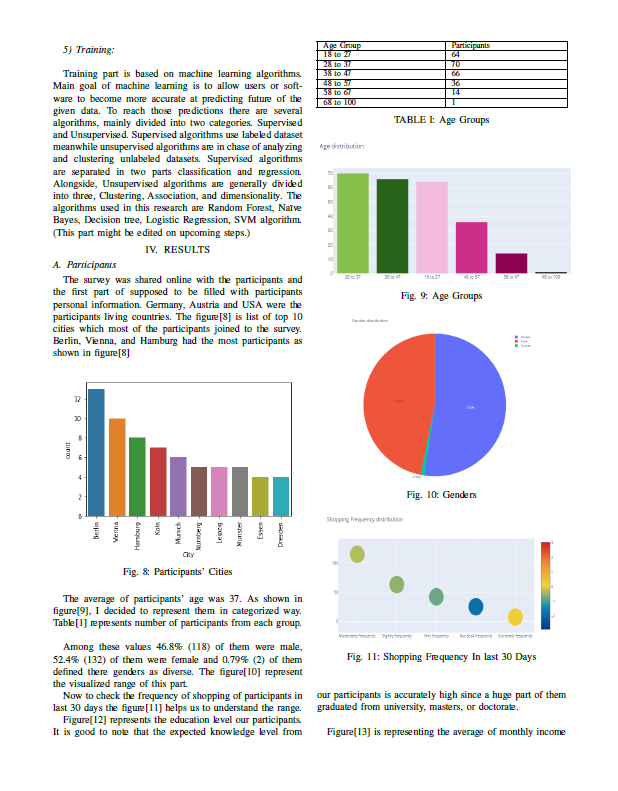 5) Training:
Training part is based on machine learning algorithms.
Main goal of machine learning is to allow users or soft-
ware to become more accurate at predicting future of the
given data. To reach those predictions there are several
algorithms, mainly divided into two categories. Supervised
and Unsupervised. Supervised algorithms use labeled dataset
meanwhile unsupervised algorithms are in chase of analyzing
and clustering unlabeled datasets. Supervised algorithms
are separated in two parts classification and regression.
Alongside, Unsupervised algorithms are generally divided
into three, Clustering, Association, and dimensionality. The
algorithms used in this research are Random Forest, Naïve
Bayes, Decision tree, Logistic Regression, SVM algorithm.
(This part might be edited on upcoming steps.)
IV. RESULTS
A. Participants
The survey was shared online with the participants and
the first part of supposed to be filled with participants
personal information. Germany, Austria and USA were the
participants living countries. The figure[8] is list of top 10
cities which most of the participants joined to the survey.
Berlin, Vienna, and Hamburg had the most participants as
shown in figure[8]
12
10
8
6
4
2
0
count
Berlin
Vienna
Hamburg
Koln
Munich
Nurnberg
Leipzig
Munster
Essen
Dresden
City
Fig. 8: Participants' Cities
The average of participants' age was 37. As shown in
figure[9], I decided to represent them in categorized way.
Table[1] represents number of participants from each group.
Among these values 46.8% (118) of them were male,
52.4% (132) of them were female and 0.79% (2) of them
defined there genders as diverse. The figure[10] represent
the visualized range of this part.
Now to check the frequency of shopping of participants in
last 30 days the figure[11] helps us to understand the range.
Figure[12] represents the education level our participants.
It is good to note that the expected knowledge level from
Age Group Participants
18 to 27 64
28 to 37 70
38 to 47 66
48 to 57 36
58 to 67 14
68 to 100 1
TABLE I: Age Groups
Age distribution
70
60
50
40
30
20
10
0
28 to 37
38 to 47
18 to 27
48 to 57
58 to 67
68 to 100
Fig. 9: Age Groups
Gender distribution
Fig. 10: Genders
Shopping Frequency distribution
100
50
0
Moderately frequently
Slightly frequently
Very frequently
Not at all frequently
Extremely frequently
Fig. 11: Shopping Frequency In last 30 Days
our participants is accurately high since a huge part of them
graduated from university, masters, or doctorate.
Figure[13] is representing the average of monthly income